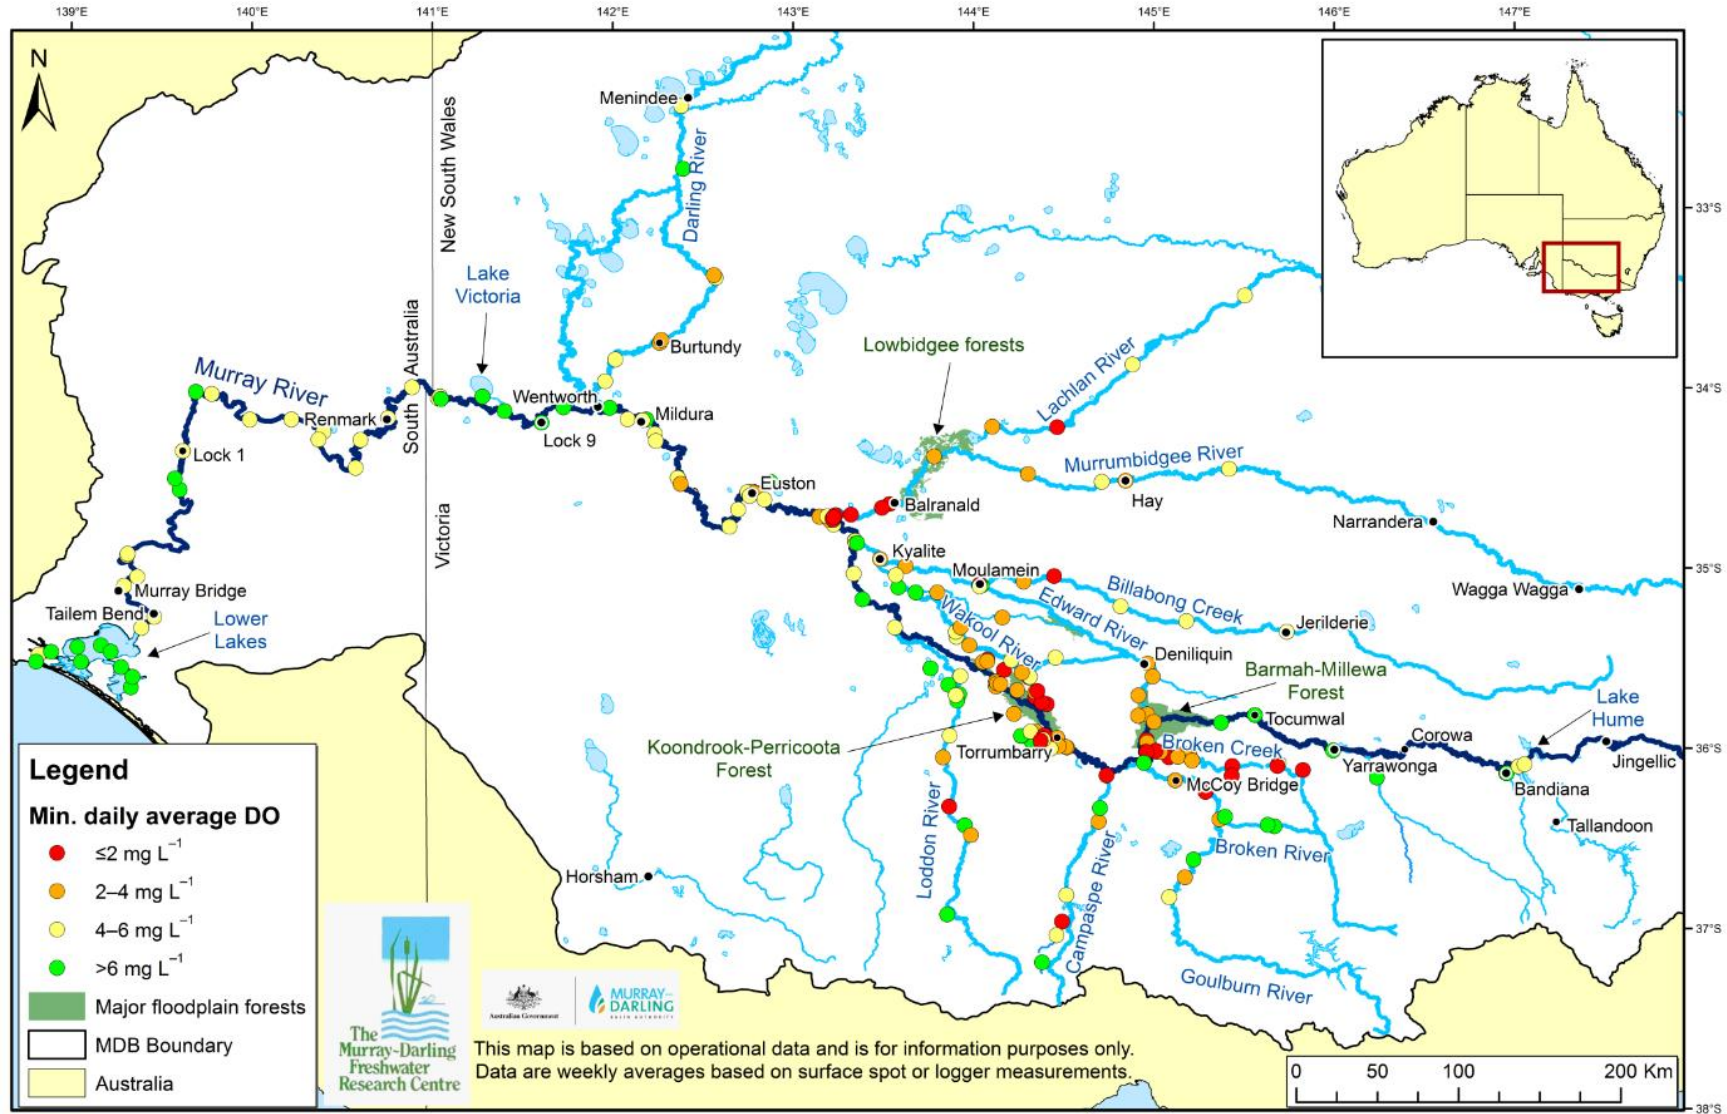 139°E
140°E
141°E
142°E
143°E
144°E
145°E
146°E
147°E
N
Menindee
New South Wales
Darling River
33°S
Lake
Victoria
South Australia
Burtundy
Lowbidgee forests
Lachlan River
Murray River
Wentworth
Mildura
34°S
Renmark
Lock 9
Lock 1
Murrumbidgee River
Euston
Hay
Balranald
Narrandera
Victoria
Kyalite
Moulamein
35°S
Billabong Creek
Wagga Wagga
Murray Bridge
Edward River
Tailem Bend
Lower
Lakes
Wakool River
Jerilderie
Deniliquin
Barmah-Millewa
Forest
Lake
Hume
Tocumwal
Koondrook-Perricoota
Forest
Torrumbarry
Broken Creek
Corowa
36°S
Yarrawonga
Jingellic
McCoy Bridge
Bandiana
Loddon River
Tallandoon
Broken River
Campaspe River
Horsham
37°S
Goulburn River
Legend
Min. daily average DO
≤2 mg L⁻¹
2–4 mg L⁻¹
4–6 mg L⁻¹
>6 mg L⁻¹
Major floodplain forests
MDB Boundary
Australia
The
Murray-Darling
Freshwater
Research Centre
Australian Government
MURRAY–
DARLING
BASIN AUTHORITY
This map is based on operational data and is for information purposes only.
Data are weekly averages based on surface spot or logger measurements.
0 50 100 200 Km
38°S